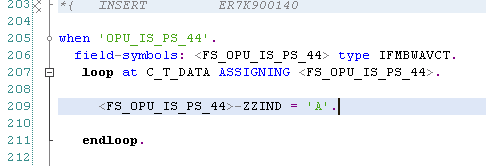 203 *{ INSERT ER7K900140
204
205 when 'OPU_IS_PS_44'.
206 field-symbols: <FS_OPU_IS_PS_44> type IFMBWAVCT.
207 loop at C_T_DATA ASSIGNING <FS_OPU_IS_PS_44>.
208
209 <FS_OPU_IS_PS_44>-ZZIND = 'A'.
210
211 endloop.
212